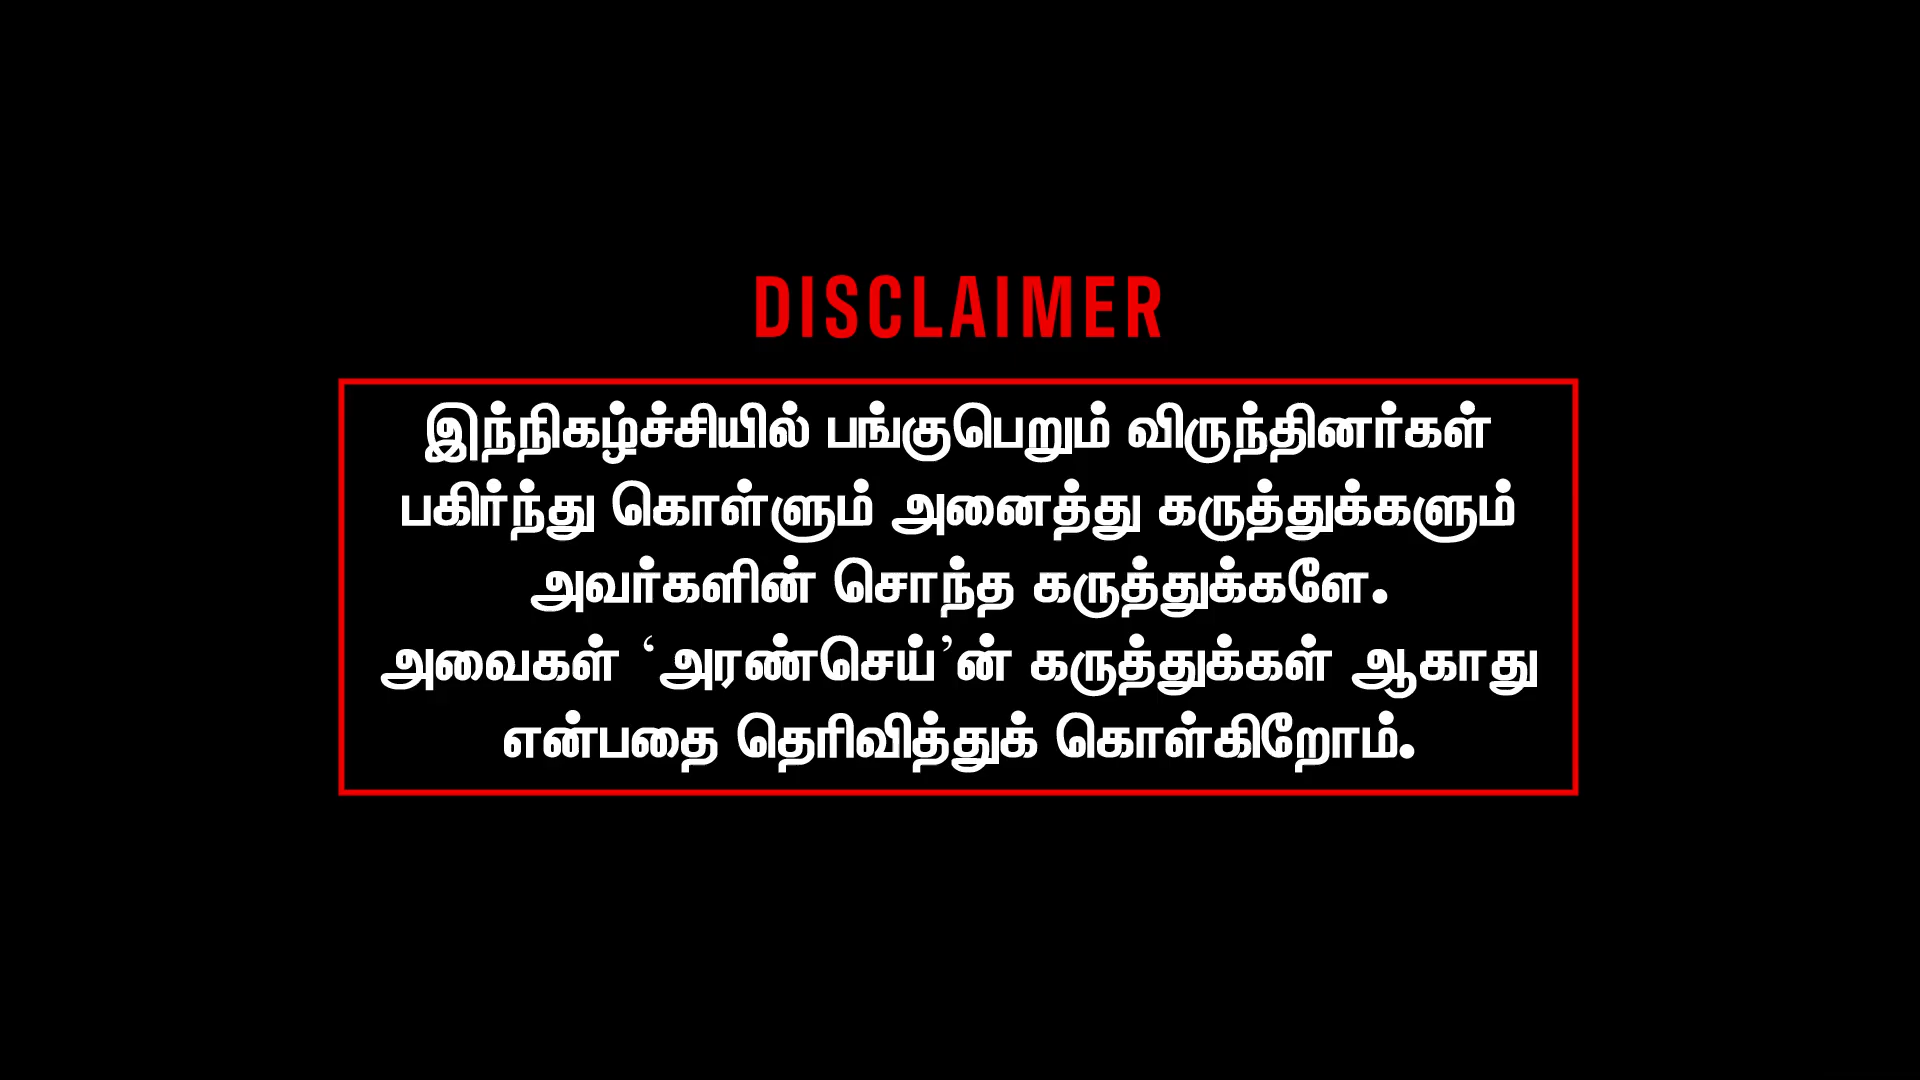 DISCLAIMER
இந்நிகழ்ச்சியில் பங்குபெறும் விருந்தினர்கள்
பகிர்ந்து கொள்ளும் அனைத்து கருத்துக்களும்
அவர்களின் சொந்த கருத்துக்களே.
அவைகள் ‘அரண்செய்’ன் கருத்துக்கள் ஆகாது
என்பதை தெரிவித்துக் கொள்கிறோம்.